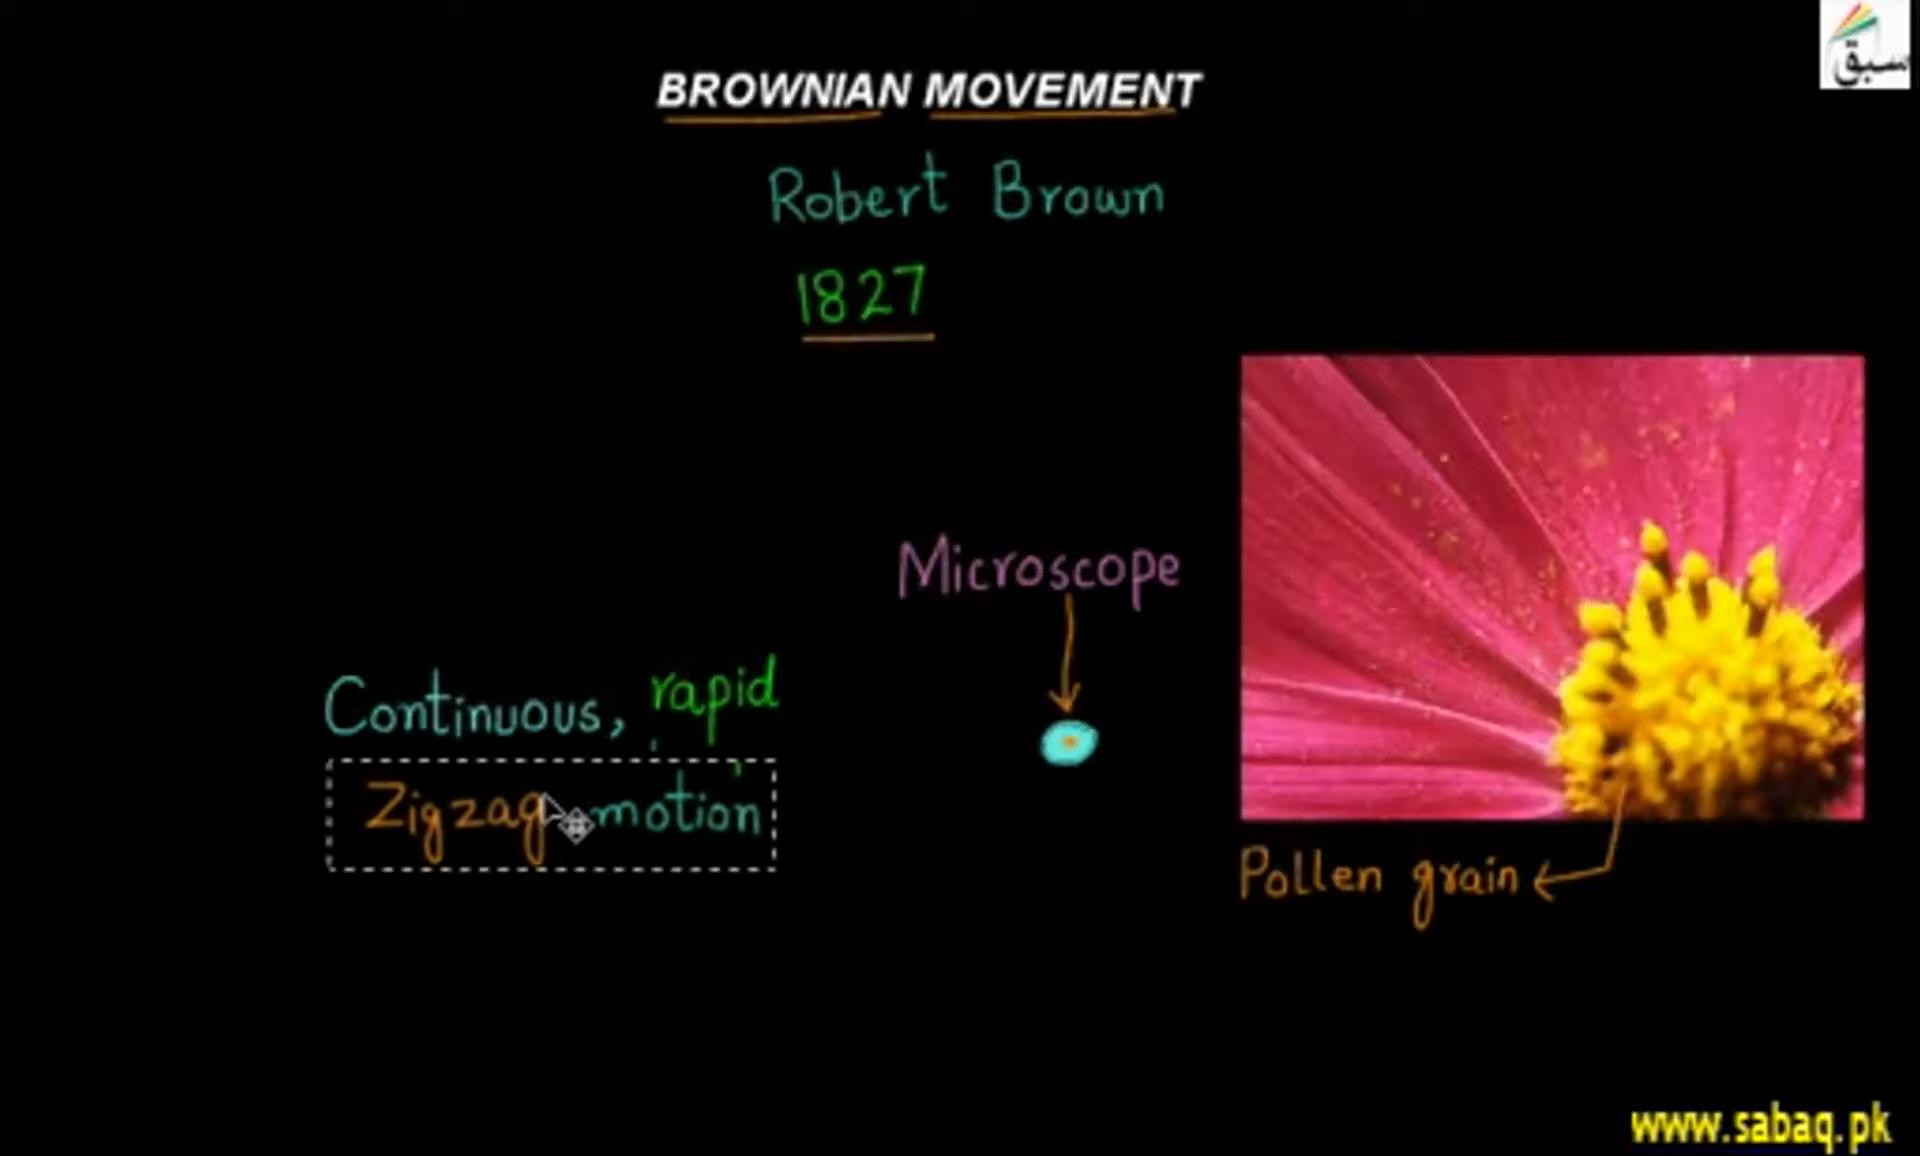 سبق
BROWNIAN MOVEMENT
Robert Brown
1827
Microscope
Continuous, rapid
Zigzag motion
Pollen grain
www.sabaq.pk